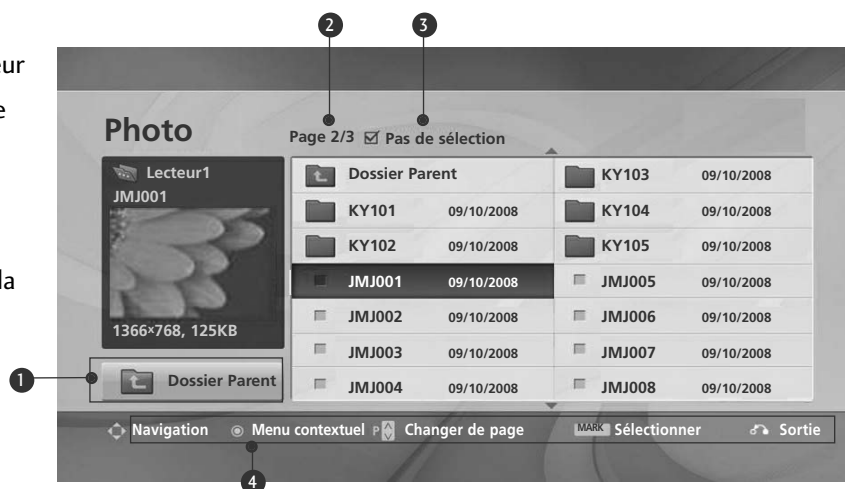 2 3
eur
e
la
Photo
Page 2/3 Pas de sélection
Lecteur1
JMJ001
1366×768, 125KB
Dossier Parent
1
Dossier Parent
KY101 09/10/2008
KY102 09/10/2008
JMJ001 09/10/2008
JMJ002 09/10/2008
JMJ003 09/10/2008
JMJ004 09/10/2008
KY103 09/10/2008
KY104 09/10/2008
KY105 09/10/2008
JMJ005 09/10/2008
JMJ006 09/10/2008
JMJ007 09/10/2008
JMJ008 09/10/2008
Navigation Menu contextuel P Changer de page MARK Sélectionner Sortie
4